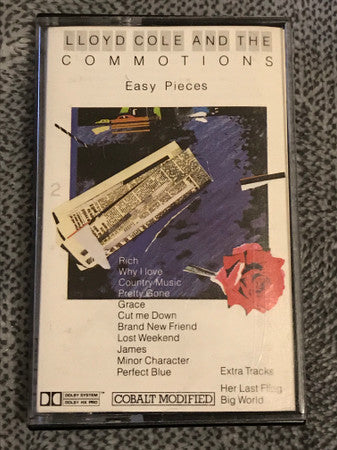 LLOYD COLE AND THE
COMMOTIONS
Easy Pieces
2
Rich
Why I love
Country Music
Pretty Gone
Grace
Cut me Down
Brand New Friend
Lost Weekend
James
Minor Character
Perfect Blue
Extra Tracks
Her Last Fling
Big World
DOLBY SYSTEM
DOLBY HX PRO
COBALT MODIFIED